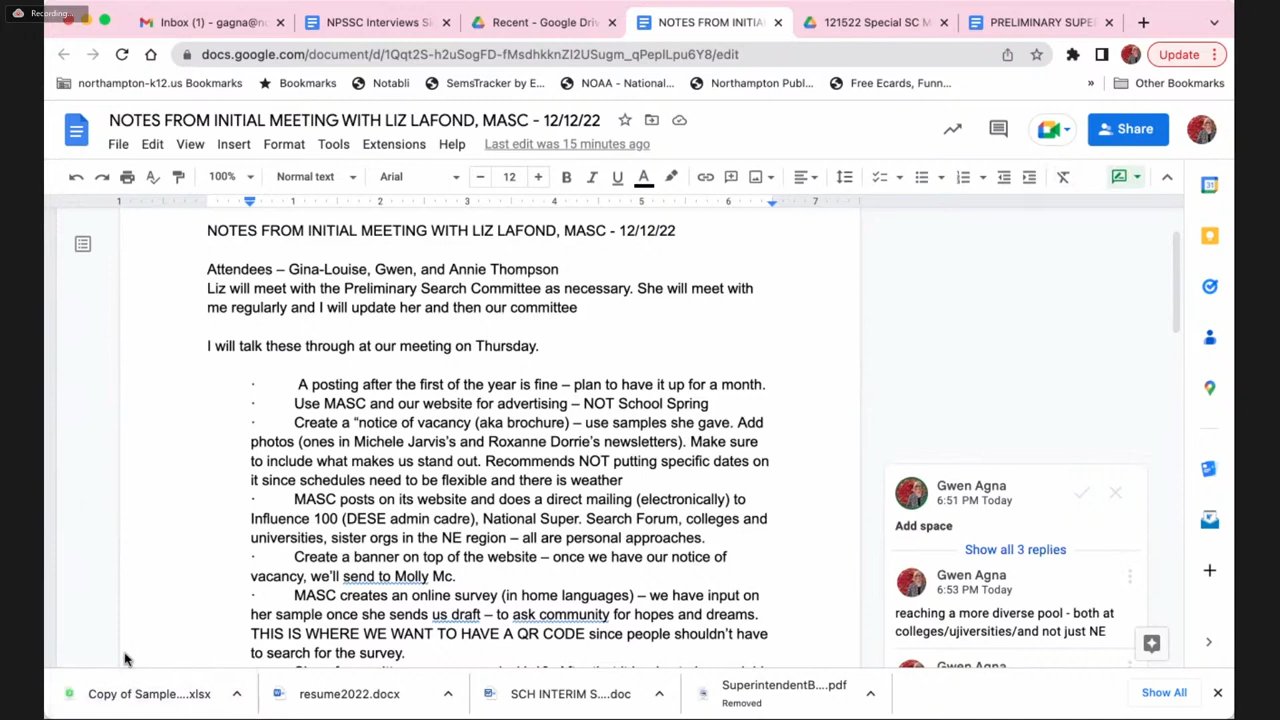 Recording...
Inbox (1) - gagna@n
NPSSC Interviews S
Recent - Google Driv
NOTES FROM INITIA
121522 Special SC M
PRELIMINARY SUPE
docs.google.com/document/d/1Qqt2S-h2uSogFD-fMsdhkknZI2USugm_qPeplLpu6Y8/edit
Update
northampton-k12.us Bookmarks
Bookmarks
Notabli
SemsTracker by E...
NOAA - National...
Northampton Publ...
Free Ecards, Funn...
»
Other Bookmarks
NOTES FROM INITIAL MEETING WITH LIZ LAFOND, MASC - 12/12/22
File Edit View Insert Format Tools Extensions Help Last edit was 15 minutes ago
Share
100% Normal text Arial 12
1 1 2 3 4 5 6 7
NOTES FROM INITIAL MEETING WITH LIZ LAFOND, MASC - 12/12/22
Attendees – Gina-Louise, Gwen, and Annie Thompson
Liz will meet with the Preliminary Search Committee as necessary. She will meet with
me regularly and I will update her and then our committee
I will talk these through at our meeting on Thursday.
· A posting after the first of the year is fine – plan to have it up for a month.
· Use MASC and our website for advertising – NOT School Spring
· Create a “notice of vacancy (aka brochure) – use samples she gave. Add
photos (ones in Michele Jarvis’s and Roxanne Dorrie’s newsletters). Make sure
to include what makes us stand out. Recommends NOT putting specific dates on
it since schedules need to be flexible and there is weather
· MASC posts on its website and does a direct mailing (electronically) to
Influence 100 (DESE admin cadre), National Super. Search Forum, colleges and
universities, sister orgs in the NE region – all are personal approaches.
· Create a banner on top of the website – once we have our notice of
vacancy, we’ll send to Molly Mc.
· MASC creates an online survey (in home languages) – we have input on
her sample once she sends us draft – to ask community for hopes and dreams.
THIS IS WHERE WE WANT TO HAVE A QR CODE since people shouldn’t have
to search for the survey.
Gwen Agna
6:51 PM Today
Add space
Show all 3 replies
Gwen Agna
6:53 PM Today
reaching a more diverse pool - both at
colleges/ujiversities/and not just NE
Copy of Sample....xlsx
resume2022.docx
SCH INTERIM S....doc
SuperintendentB....pdf
Removed
Show All